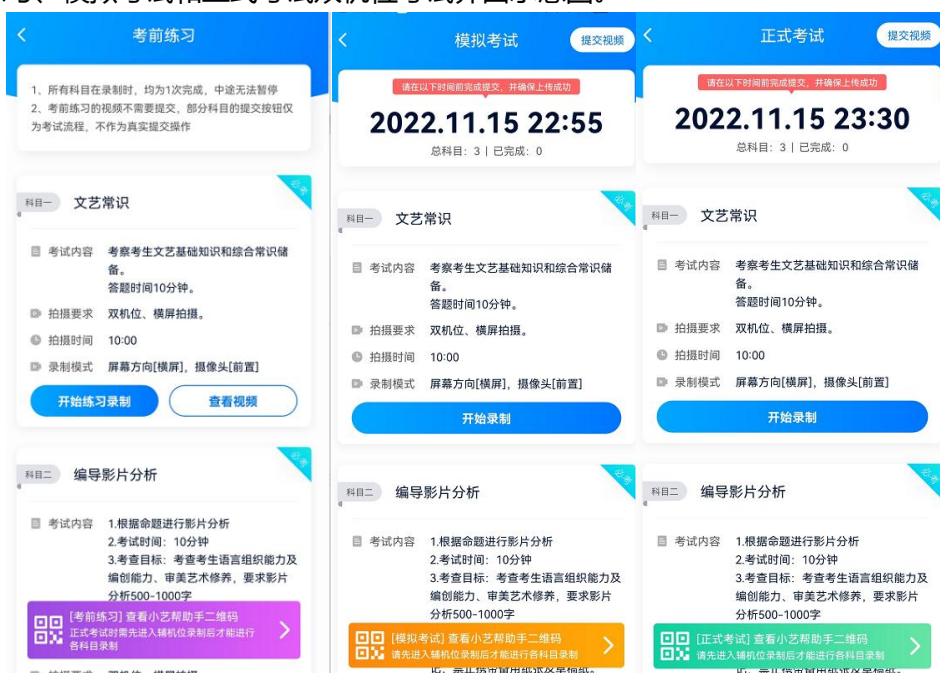 考前练习
1、所有科目在录制时，均为1次完成，中途无法暂停
2、考前练习的视频不需要提交，部分科目的提交按钮仅
为考试流程，不作为真实提交操作
必考
科目一 文艺常识
考试内容 考察考生文艺基础知识和综合常识储
备。
答题时间10分钟。
拍摄要求 双机位、横屏拍摄。
拍摄时间 10:00
录制模式 屏幕方向[横屏]，摄像头[前置]
开始练习录制 查看视频
必考
科目二 编导影片分析
考试内容 1.根据命题进行影片分析
2.考试时间：10分钟
3.考查目标：考查考生语言组织能力及
编创能力、审美艺术修养，要求影片
分析500-1000字
[考前练习] 查看小艺帮助手二维码
正式考试时需先进入辅机位录制后才能进行
各科目录制
模拟考试 提交视频
请在以下时间前完成提交，并确保上传成功
2022.11.15 22:55
总科目：3 | 已完成：0
必考
科目一 文艺常识
考试内容 考察考生文艺基础知识和综合常识储
备。
答题时间10分钟。
拍摄要求 双机位、横屏拍摄。
拍摄时间 10:00
录制模式 屏幕方向[横屏]，摄像头[前置]
开始录制
必考
科目二 编导影片分析
考试内容 1.根据命题进行影片分析
2.考试时间：10分钟
3.考查目标：考查考生语言组织能力及
编创能力、审美艺术修养，要求影片
分析500-1000字
[模拟考试] 查看小艺帮助手二维码
请先进入辅机位录制后才能进行各科目录制
正式考试 提交视频
请在以下时间前完成提交，并确保上传成功
2022.11.15 23:30
总科目：3 | 已完成：0
必考
科目一 文艺常识
考试内容 考察考生文艺基础知识和综合常识储
备。
答题时间10分钟。
拍摄要求 双机位、横屏拍摄。
拍摄时间 10:00
录制模式 屏幕方向[横屏]，摄像头[前置]
开始录制
必考
科目二 编导影片分析
考试内容 1.根据命题进行影片分析
2.考试时间：10分钟
3.考查目标：考查考生语言组织能力及
编创能力、审美艺术修养，要求影片
分析500-1000字
[正式考试] 查看小艺帮助手二维码
请先进入辅机位录制后才能进行各科目录制